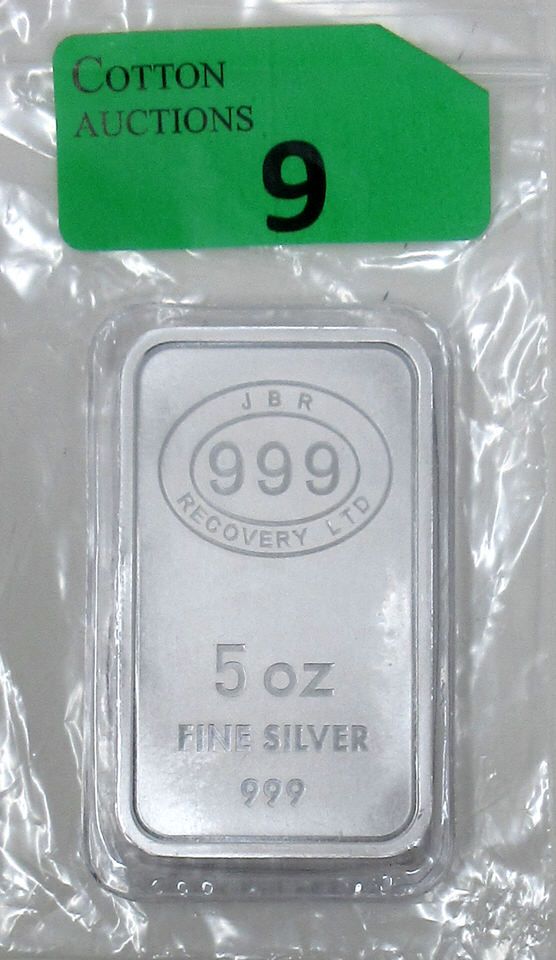 COTTON
AUCTIONS
9
JBR
999
RECOVERY LTD
5 oz
FINE SILVER
999